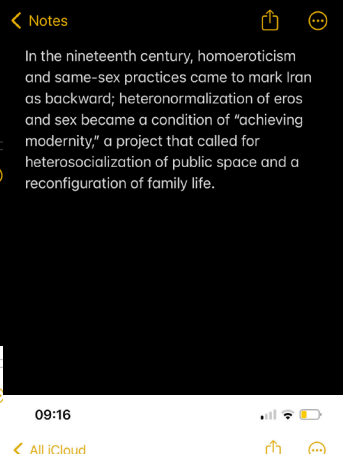 Notes
In the nineteenth century, homoeroticism
and same-sex practices came to mark Iran
as backward; heteronormalization of eros
and sex became a condition of “achieving
modernity,” a project that called for
heterosocialization of public space and a
reconfiguration of family life.
09:16
All iCloud